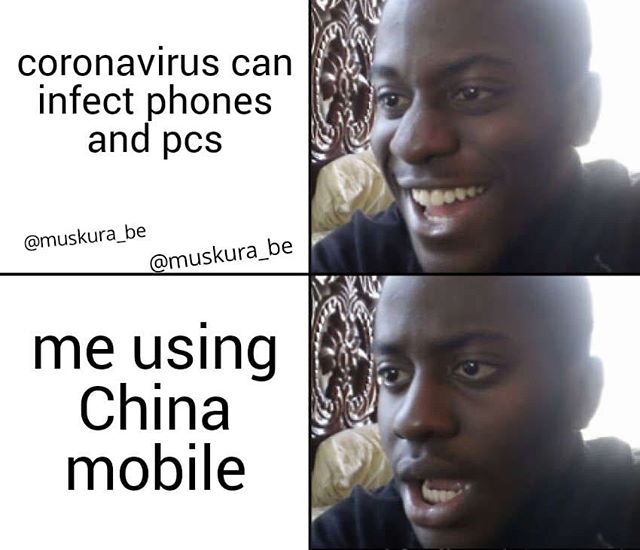 coronavirus can
infect phones
and pcs
@muskura_be
@muskura_be
me using
China
mobile